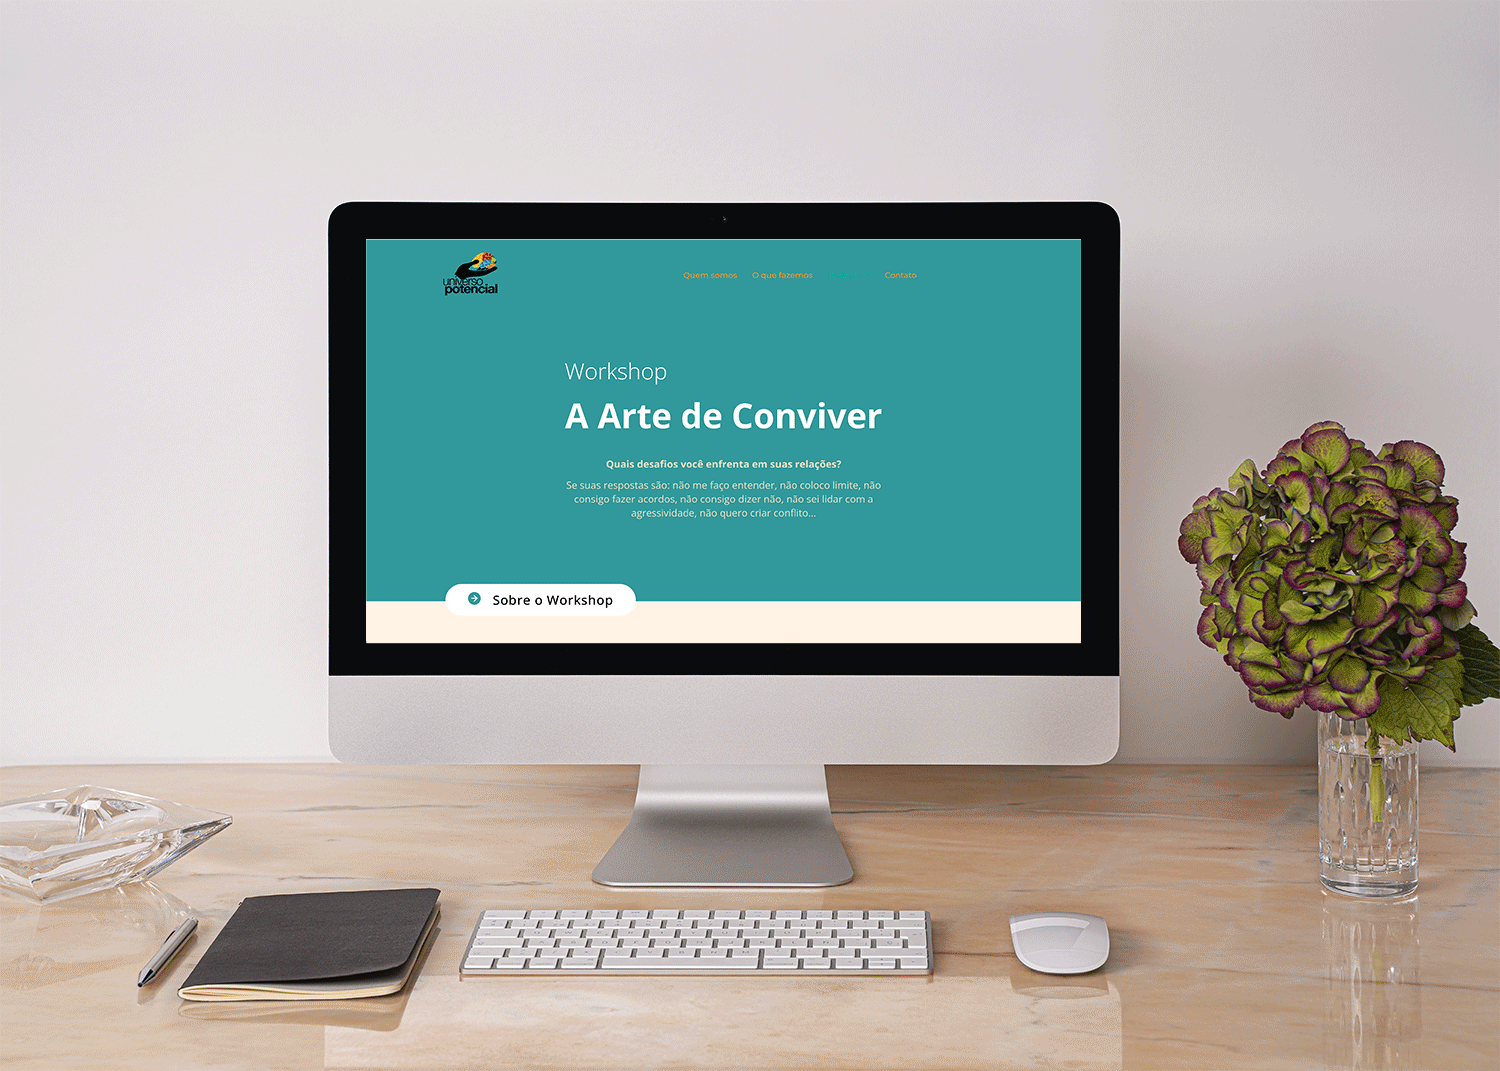 universo
potencial
Quem somos O que fazemos Contato
Workshop
A Arte de Conviver
Quais desafios você enfrenta em suas relações?
Se suas respostas são: não me faço entender, não coloco limite, não
consigo fazer acordos, não consigo dizer não, não sei lidar com a
agressividade, não quero criar conflito...
Sobre o Workshop